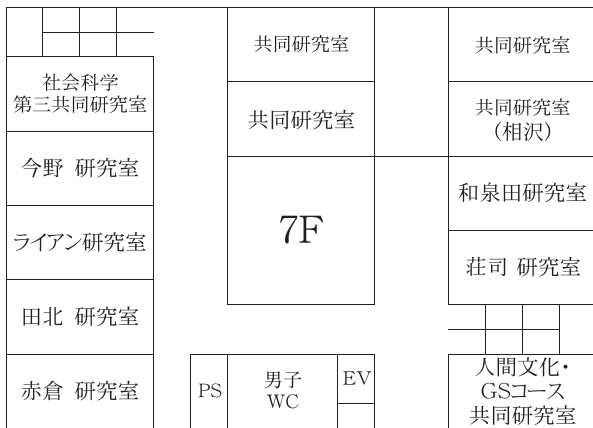 社会科学
第三共同研究室
今野 研究室
ライアン研究室
田北 研究室
赤倉 研究室
共同研究室
共同研究室
7F
PS
男子
WC
EV
共同研究室
共同研究室
（相沢）
和泉田研究室
荘司 研究室
人間文化・
GSコース
共同研究室